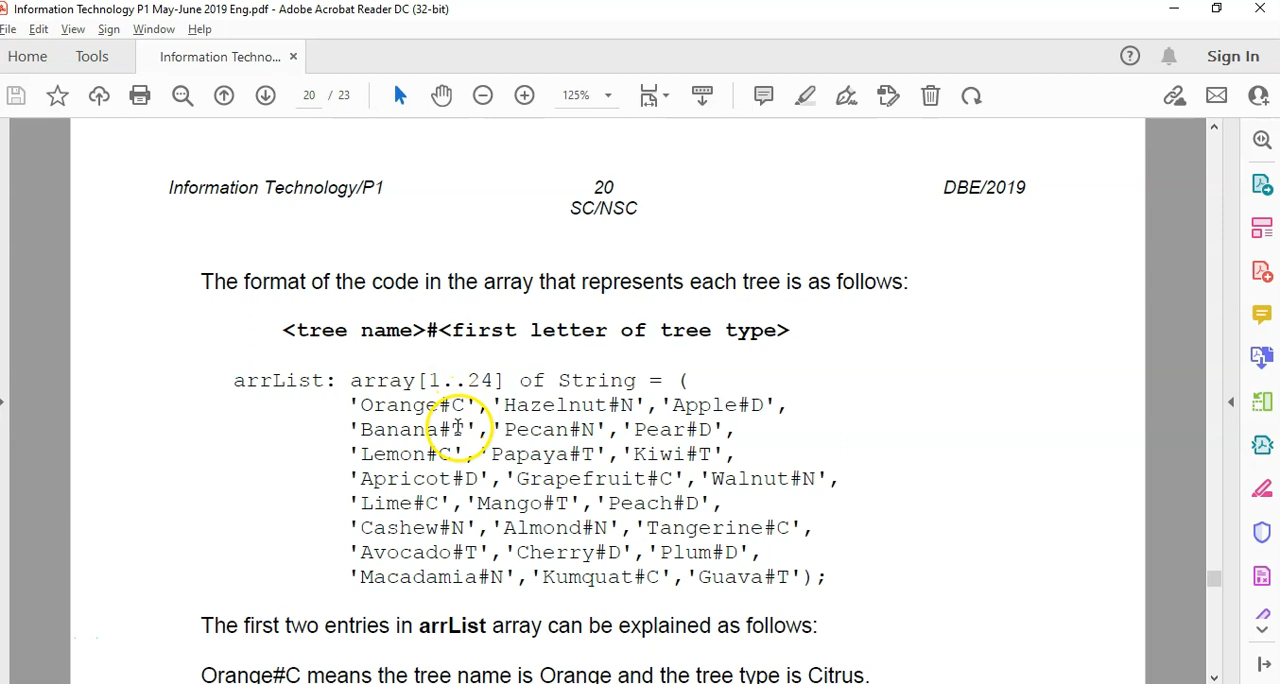 Information Technology P1 May-June 2019 Eng.pdf - Adobe Acrobat Reader DC (32-bit)
File Edit View Sign Window Help
Home Tools Information Techno... × Sign In
20 / 23 125%
Information Technology/P1 20 DBE/2019
SC/NSC
The format of the code in the array that represents each tree is as follows:
<tree name>#<first letter of tree type>
arrList: array[1..24] of String = (
'Orange#C','Hazelnut#N','Apple#D',
'Banana#T','Pecan#N','Pear#D',
'Lemon#C','Papaya#T','Kiwi#T',
'Apricot#D','Grapefruit#C','Walnut#N',
'Lime#C','Mango#T','Peach#D',
'Cashew#N','Almond#N','Tangerine#C',
'Avocado#T','Cherry#D','Plum#D',
'Macadamia#N','Kumquat#C','Guava#T');
The first two entries in arrList array can be explained as follows:
Orange#C means the tree name is Orange and the tree type is Citrus.